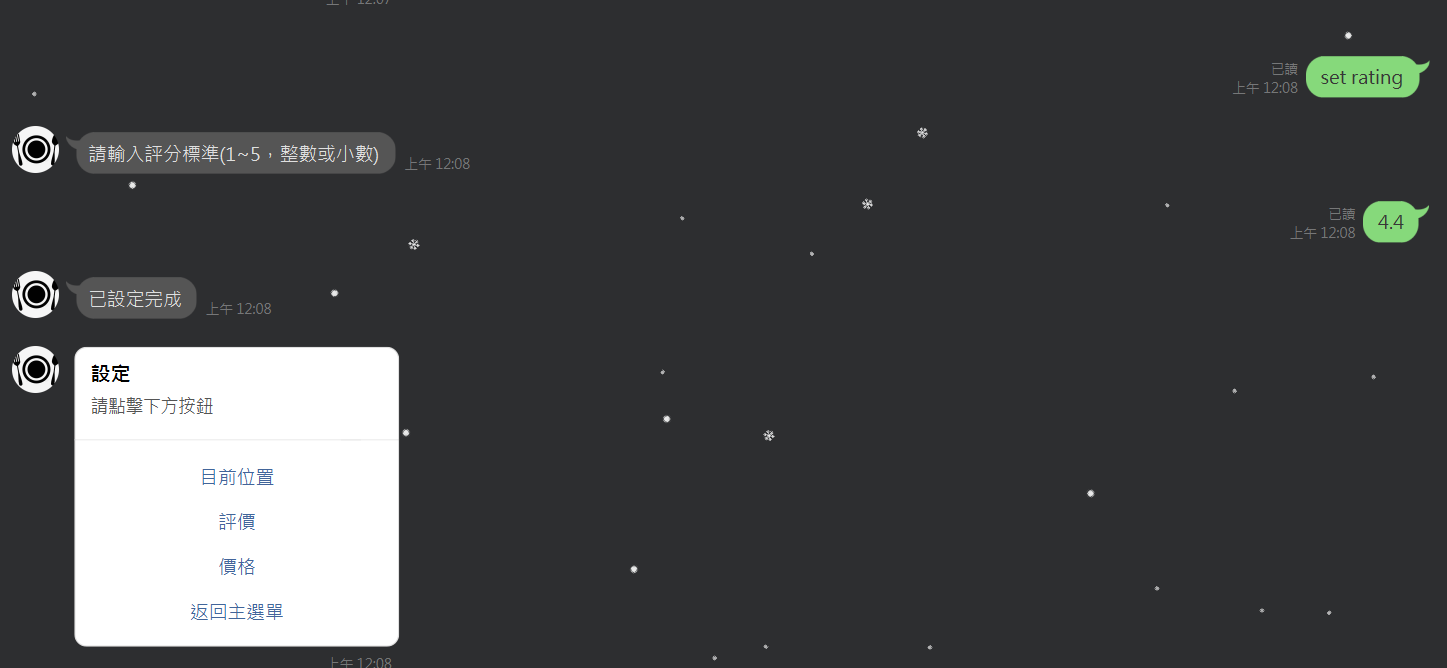 上午 12:07
已讀
上午 12:08
set rating
請輸入評分標準(1~5，整數或小數)
上午 12:08
已讀
上午 12:08
4.4
已設定完成
上午 12:08
設定
請點擊下方按鈕
目前位置
評價
價格
返回主選單
上午 12:08